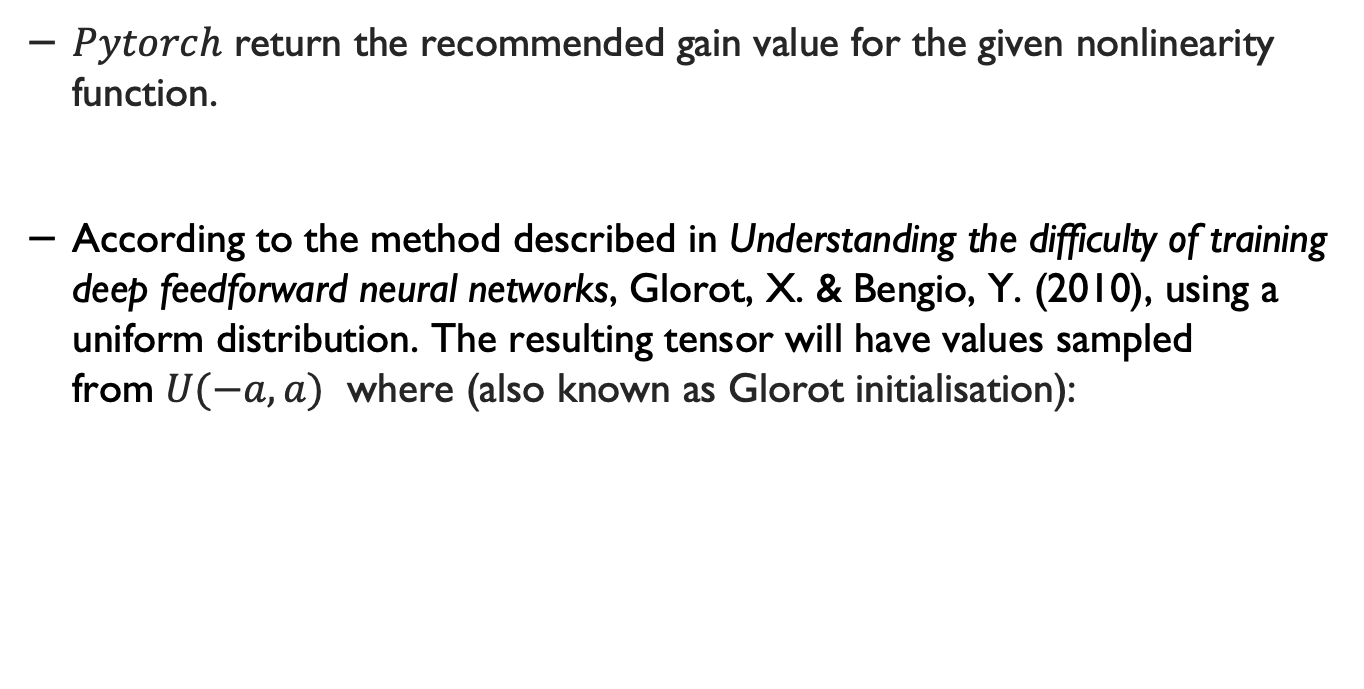 – Pytorch return the recommended gain value for the given nonlinearity
function.
– According to the method described in Understanding the difficulty of training
deep feedforward neural networks, Glorot, X. & Bengio, Y. (2010), using a
uniform distribution. The resulting tensor will have values sampled
from U(−a, a) where (also known as Glorot initialisation):